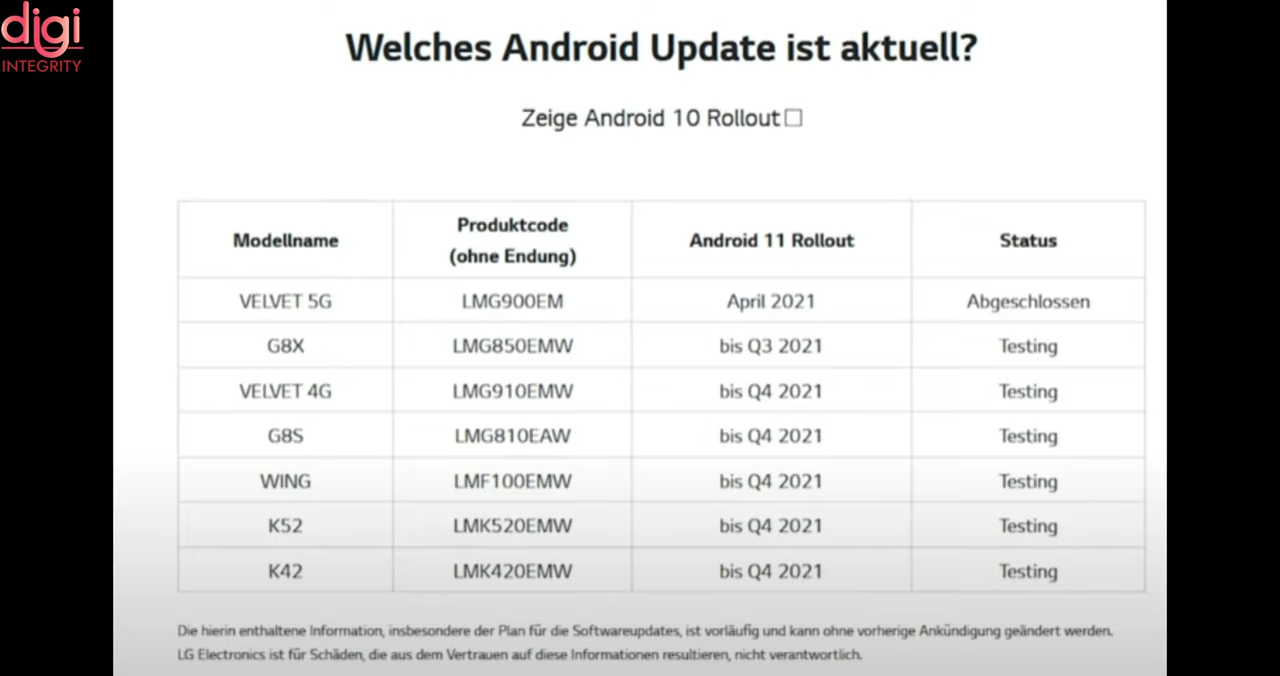 digi
INTEGRITY
Welches Android Update ist aktuell?
Zeige Android 10 Rollout
Modellname Produktcode (ohne Endung) Android 11 Rollout Status
VELVET 5G LMG900EM April 2021 Abgeschlossen
G8X LMG850EMW bis Q3 2021 Testing
VELVET 4G LMG910EMW bis Q4 2021 Testing
G8S LMG810EAW bis Q4 2021 Testing
WING LMF100EMW bis Q4 2021 Testing
K52 LMK520EMW bis Q4 2021 Testing
K42 LMK420EMW bis Q4 2021 Testing
Die hierin enthaltene Information, insbesondere der Plan für die Softwareupdates, ist vorläufig und kann ohne vorherige Ankündigung geändert werden.
LG Electronics ist für Schäden, die aus dem Vertrauen auf diese Informationen resultieren, nicht verantwortlich.